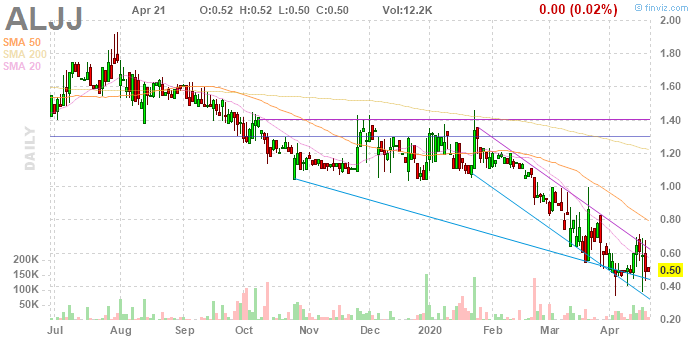 ALJJ
Apr 21 O:0.52 H:0.52 L:0.50 C:0.50 Vol:12.2K 0.00 (0.02%)
© finviz.com
SMA 50
SMA 200
SMA 20
DAILY
2.00
1.80
1.60
1.40
1.20
1.00
0.80
0.60
0.50
0.40
0.20
200K
150K
100K
50K
Jul Aug Sep Oct Nov Dec 2020 Feb Mar Apr